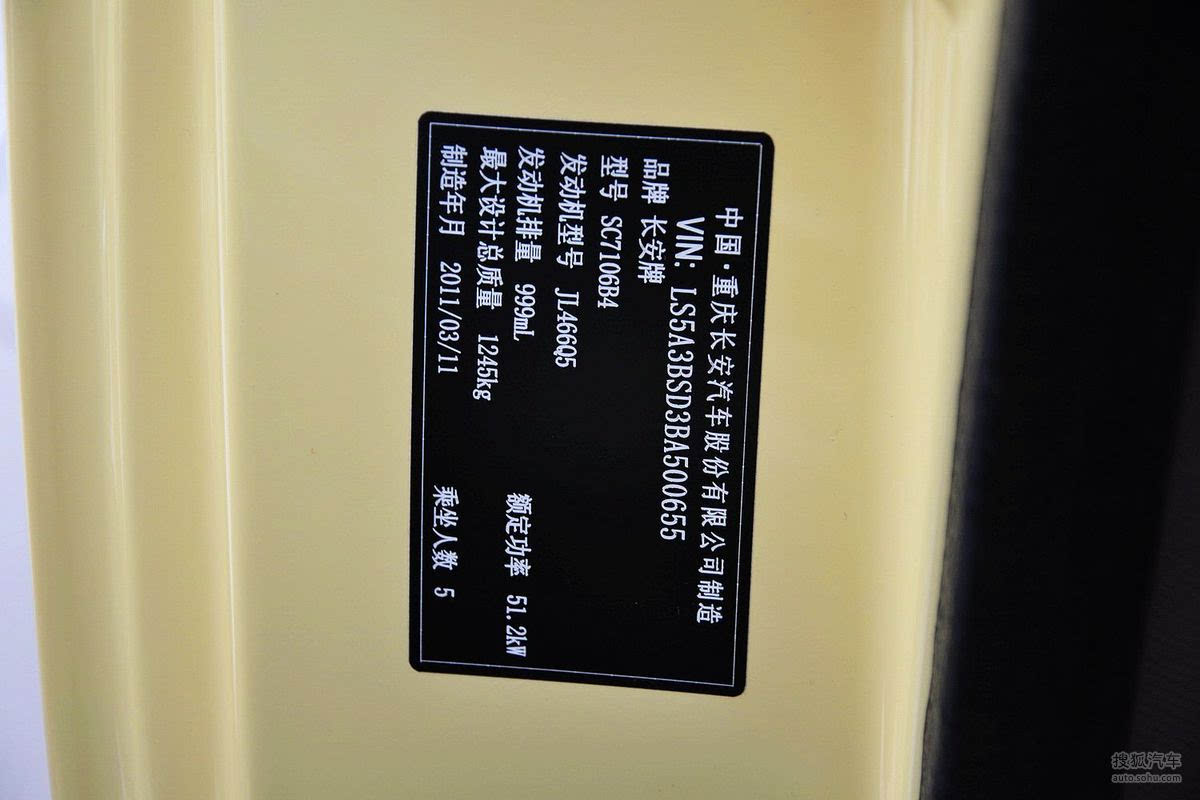 中国·重庆长安汽车股份有限公司制造
VIN: LS5A3BSD3BA500655
品牌 长安牌
型号 SC7106B4
发动机型号 JL466Q5
发动机排量 999mL 额定功率 51.2kW
最大设计总质量 1245kg
制造年月 2011/03/11 乘坐人数 5
搜狐汽车
auto.sohu.com